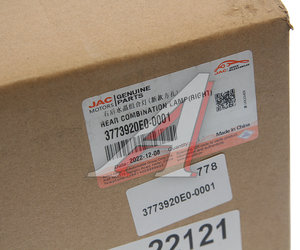 JAC GENUINE
MOTORS PARTS
REAR COMBINATION LAMP(RIGHT)
3773920E0-0001
2022-12-08
Made in China
778
3773920E0-0001
22121